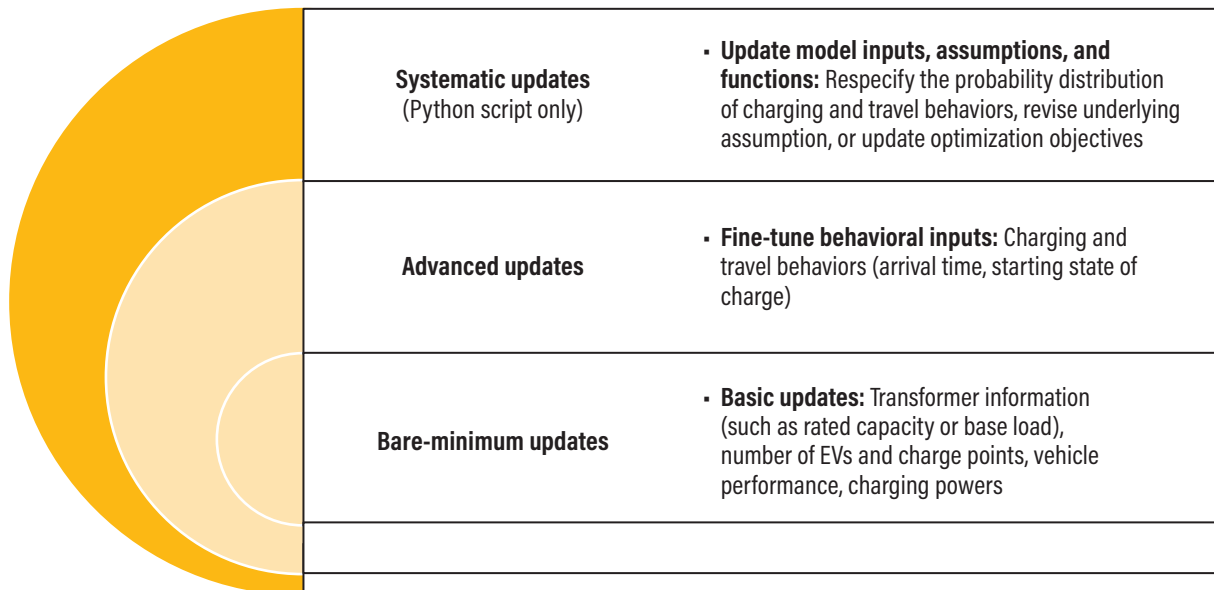 Systematic updates
(Python script only)
▪ Update model inputs, assumptions, and
functions: Respecify the probability distribution
of charging and travel behaviors, revise underlying
assumption, or update optimization objectives
Advanced updates
▪ Fine-tune behavioral inputs: Charging and
travel behaviors (arrival time, starting state of
charge)
Bare-minimum updates
▪ Basic updates: Transformer information
(such as rated capacity or base load),
number of EVs and charge points, vehicle
performance, charging powers